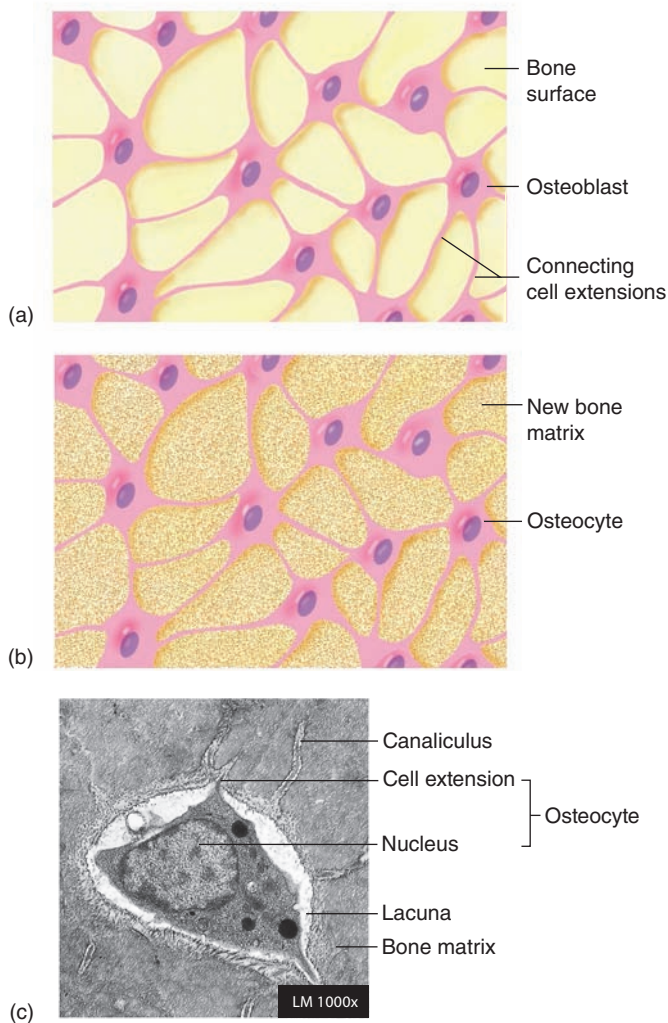 Bone
surface
Osteoblast
Connecting
cell extensions
(a)
New bone
matrix
Osteocyte
(b)
Canaliculus
Cell extension
Osteocyte
Nucleus
Lacuna
Bone matrix
LM 1000x
(c)